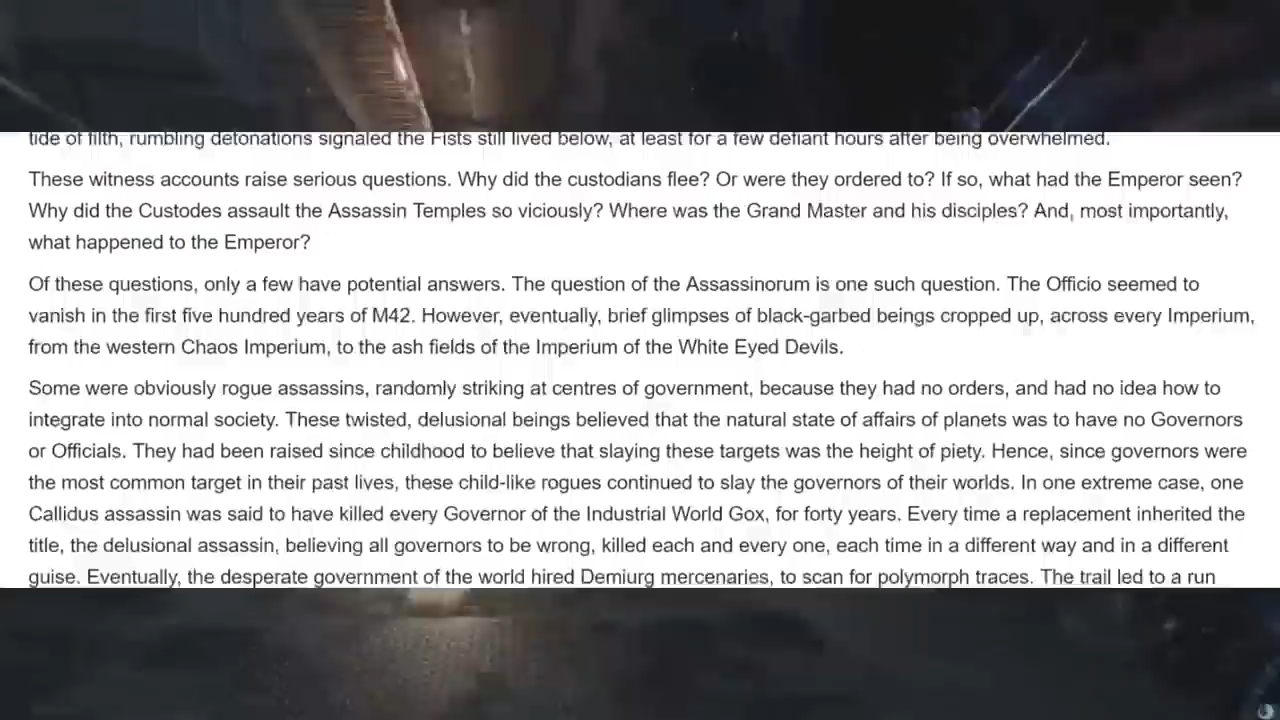 tide of filth, rumbling detonations signaled the Fists still lived below, at least for a few defiant hours after being overwhelmed.
These witness accounts raise serious questions. Why did the custodians flee? Or were they ordered to? If so, what had the Emperor seen?
Why did the Custodes assault the Assassin Temples so viciously? Where was the Grand Master and his disciples? And, most importantly,
what happened to the Emperor?
Of these questions, only a few have potential answers. The question of the Assassinorum is one such question. The Officio seemed to
vanish in the first five hundred years of M42. However, eventually, brief glimpses of black-garbed beings cropped up, across every Imperium,
from the western Chaos Imperium, to the ash fields of the Imperium of the White Eyed Devils.
Some were obviously rogue assassins, randomly striking at centres of government, because they had no orders, and had no idea how to
integrate into normal society. These twisted, delusional beings believed that the natural state of affairs of planets was to have no Governors
or Officials. They had been raised since childhood to believe that slaying these targets was the height of piety. Hence, since governors were
the most common target in their past lives, these child-like rogues continued to slay the governors of their worlds. In one extreme case, one
Callidus assassin was said to have killed every Governor of the Industrial World Gox, for forty years. Every time a replacement inherited the
title, the delusional assassin, believing all governors to be wrong, killed each and every one, each time in a different way and in a different
guise. Eventually, the desperate government of the world hired Demiurg mercenaries, to scan for polymorph traces. The trail led to a run